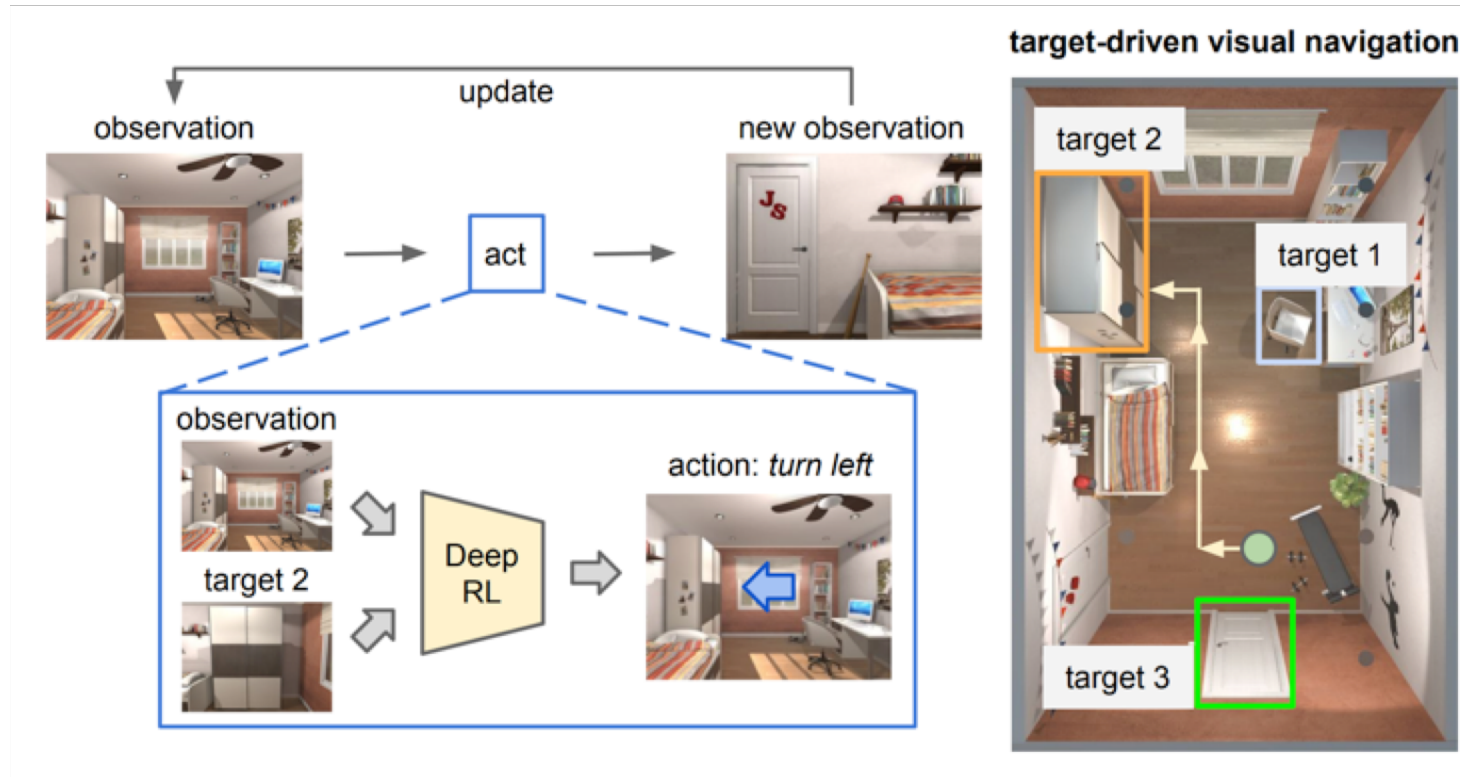 target-driven visual navigation
update
observation
new observation
target 2
JS
act
target 1
observation
action: turn left
Deep
RL
target 2
target 3